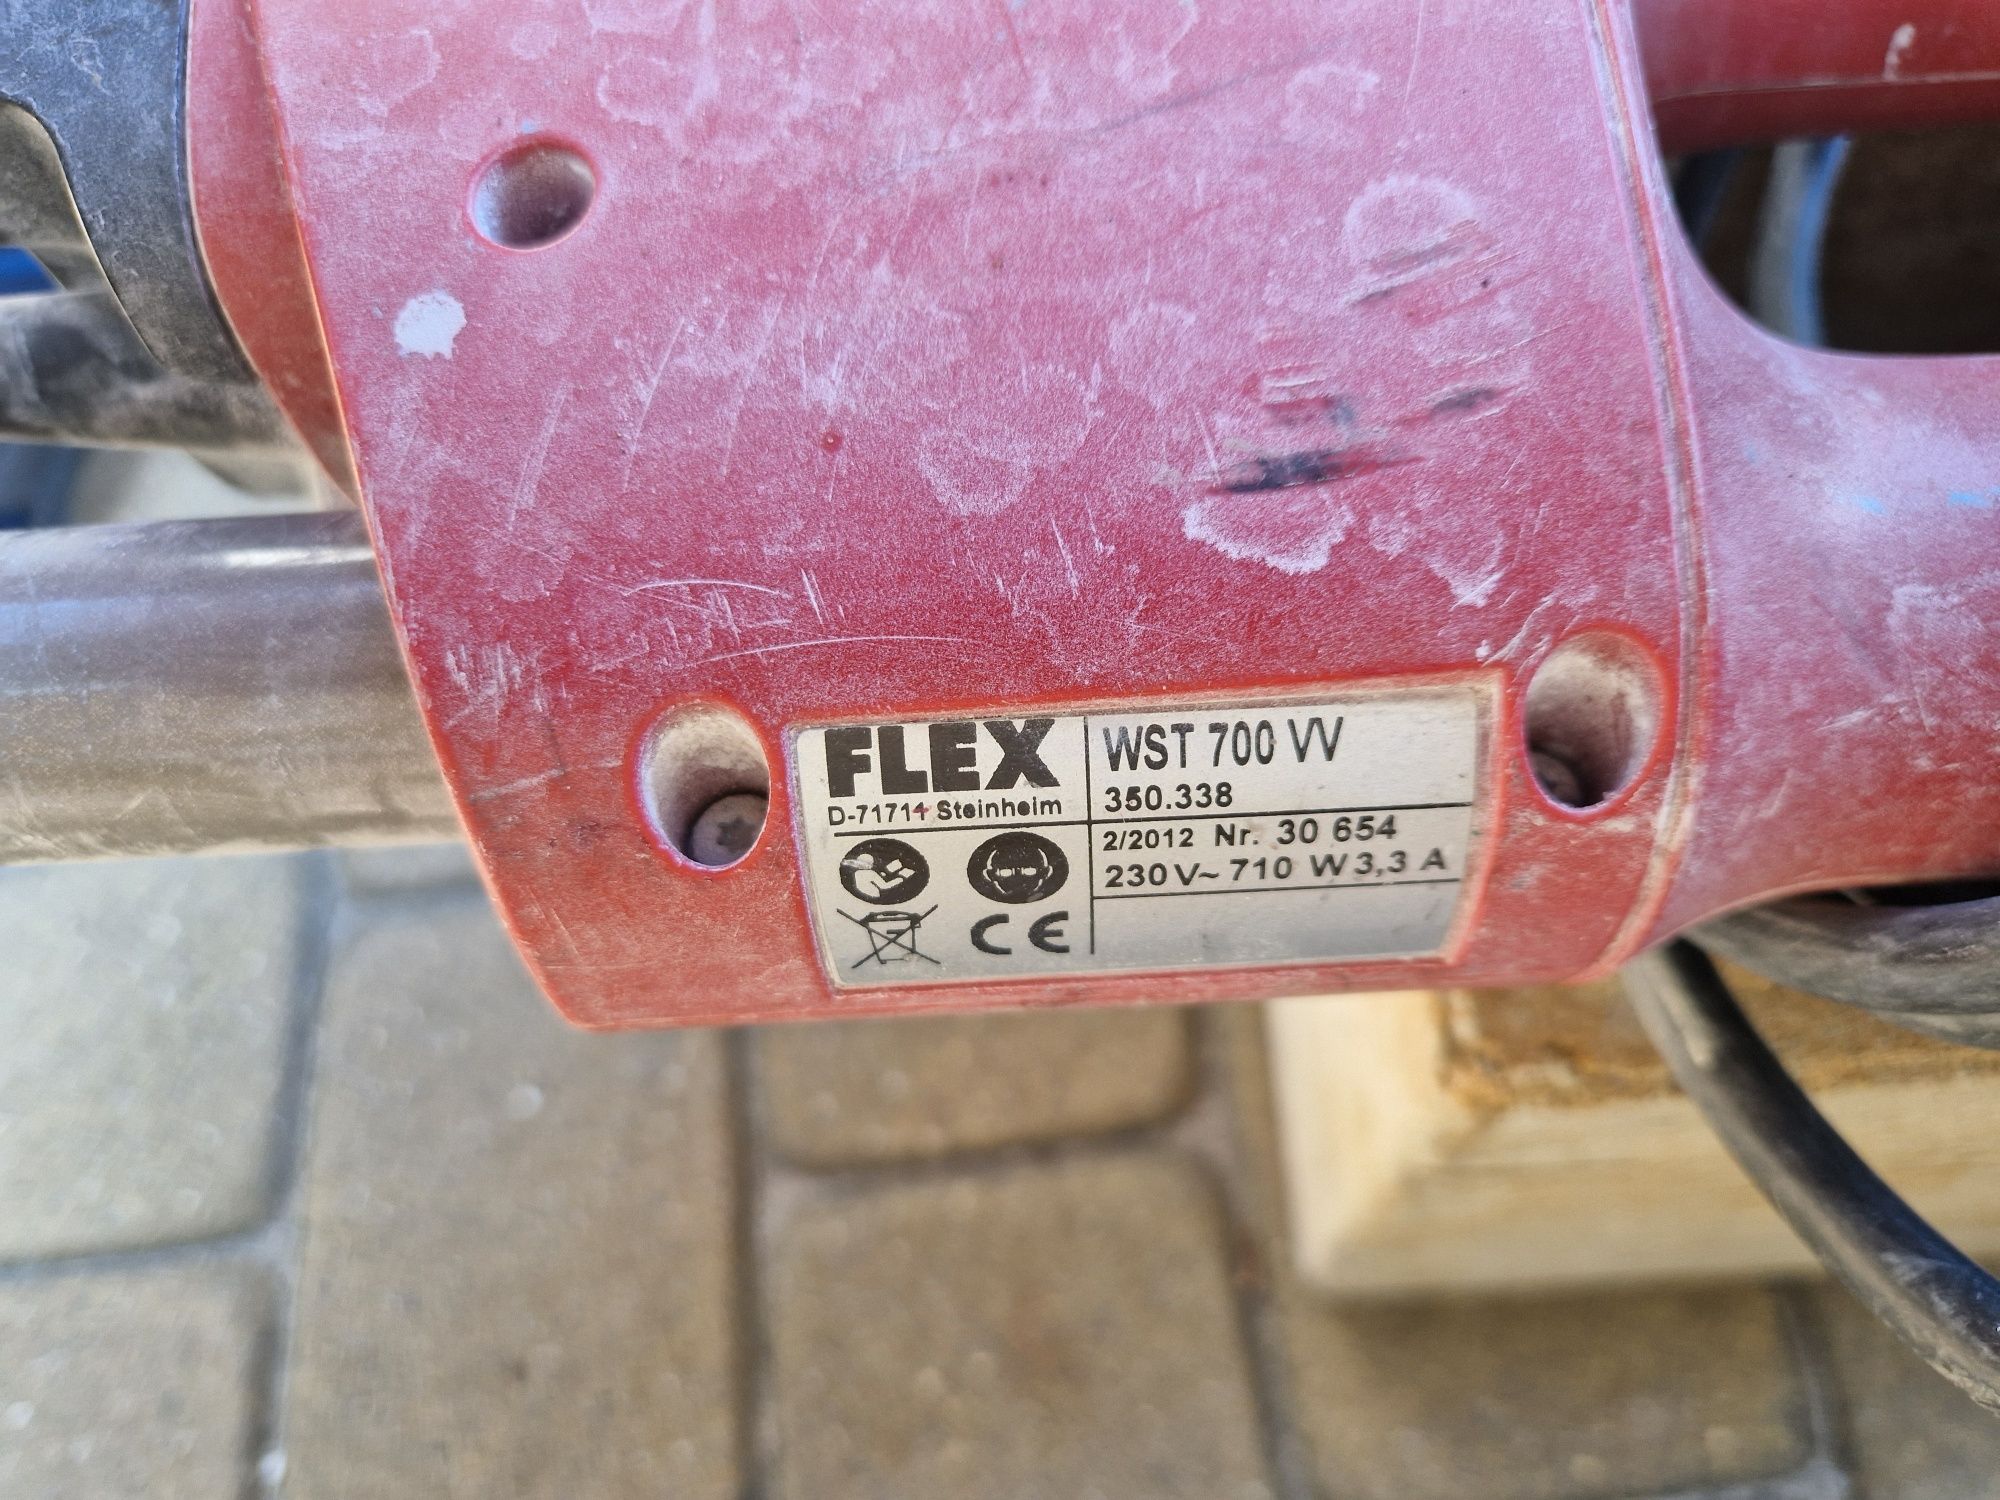 FLEX
D-71711 Steinheim
WST 700 VV
350.338
2/2012 Nr. 30 654
230V~ 710 W 3,3 A
CE